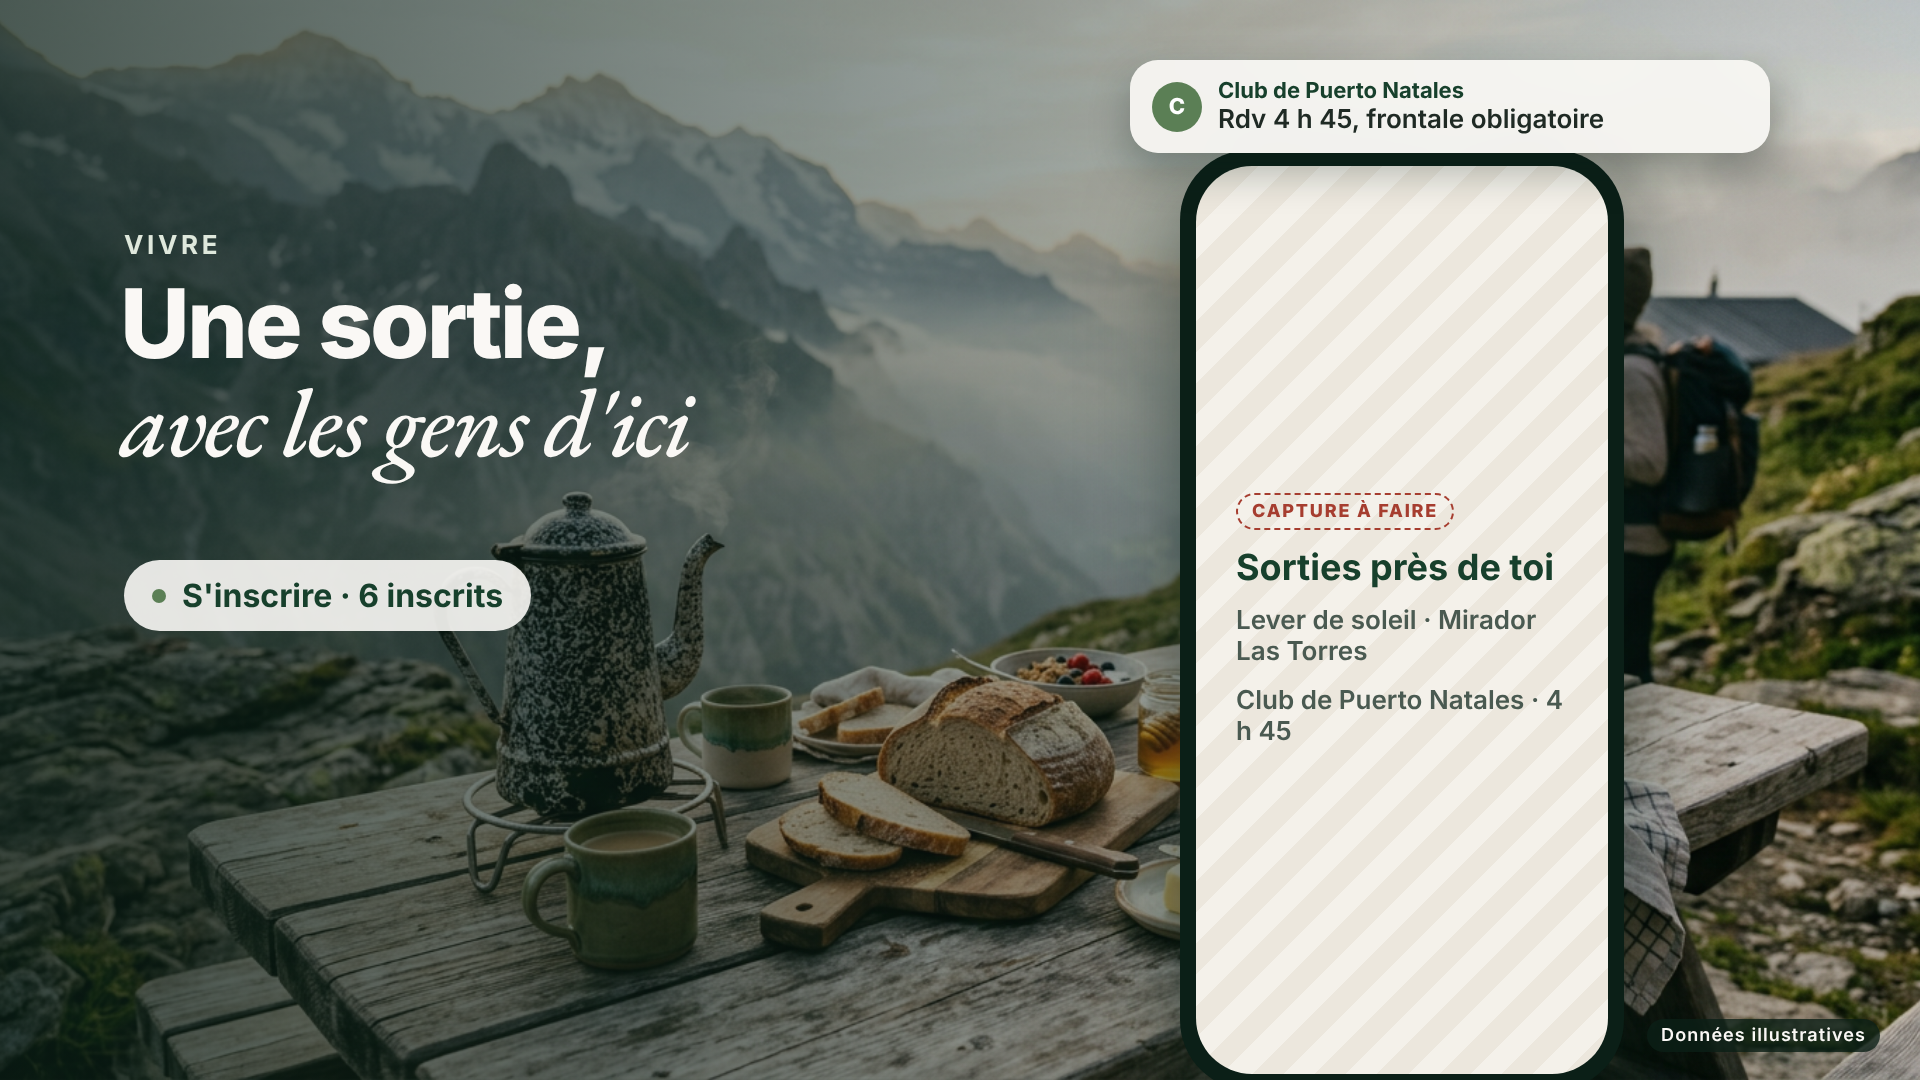 VIVRE
Une sortie,
avec les gens d'ici
S'inscrire · 6 inscrits
C
Club de Puerto Natales
Rdv 4 h 45, frontale obligatoire
CAPTURE À FAIRE
Sorties près de toi
Lever de soleil · Mirador
Las Torres
Club de Puerto Natales · 4
h 45
Données illustratives